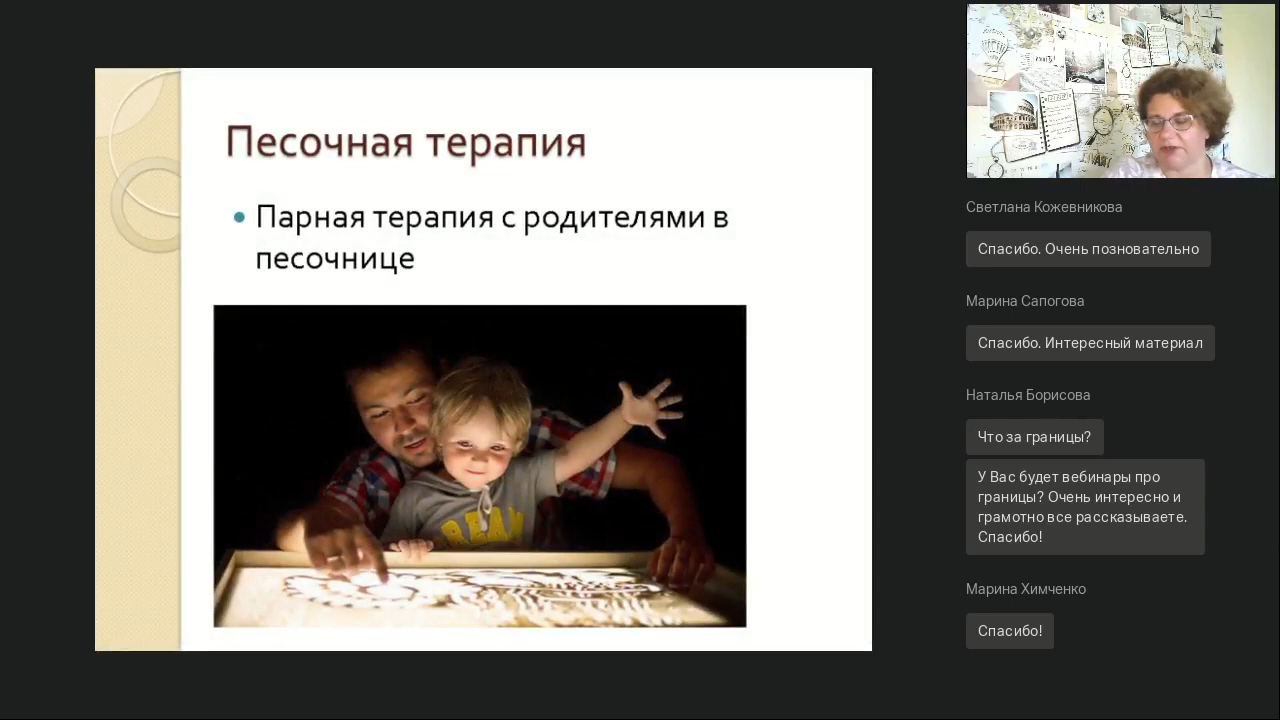 Песочная терапия
Парная терапия с родителями в
песочнице
Светлана Кожевникова
Спасибо. Очень позновательно
Марина Сапогова
Спасибо. Интересный материал
Наталья Борисова
Что за границы?
У Вас будет вебинары про
границы? Очень интересно и
грамотно все рассказываете.
Спасибо!
Марина Химченко
Спасибо!